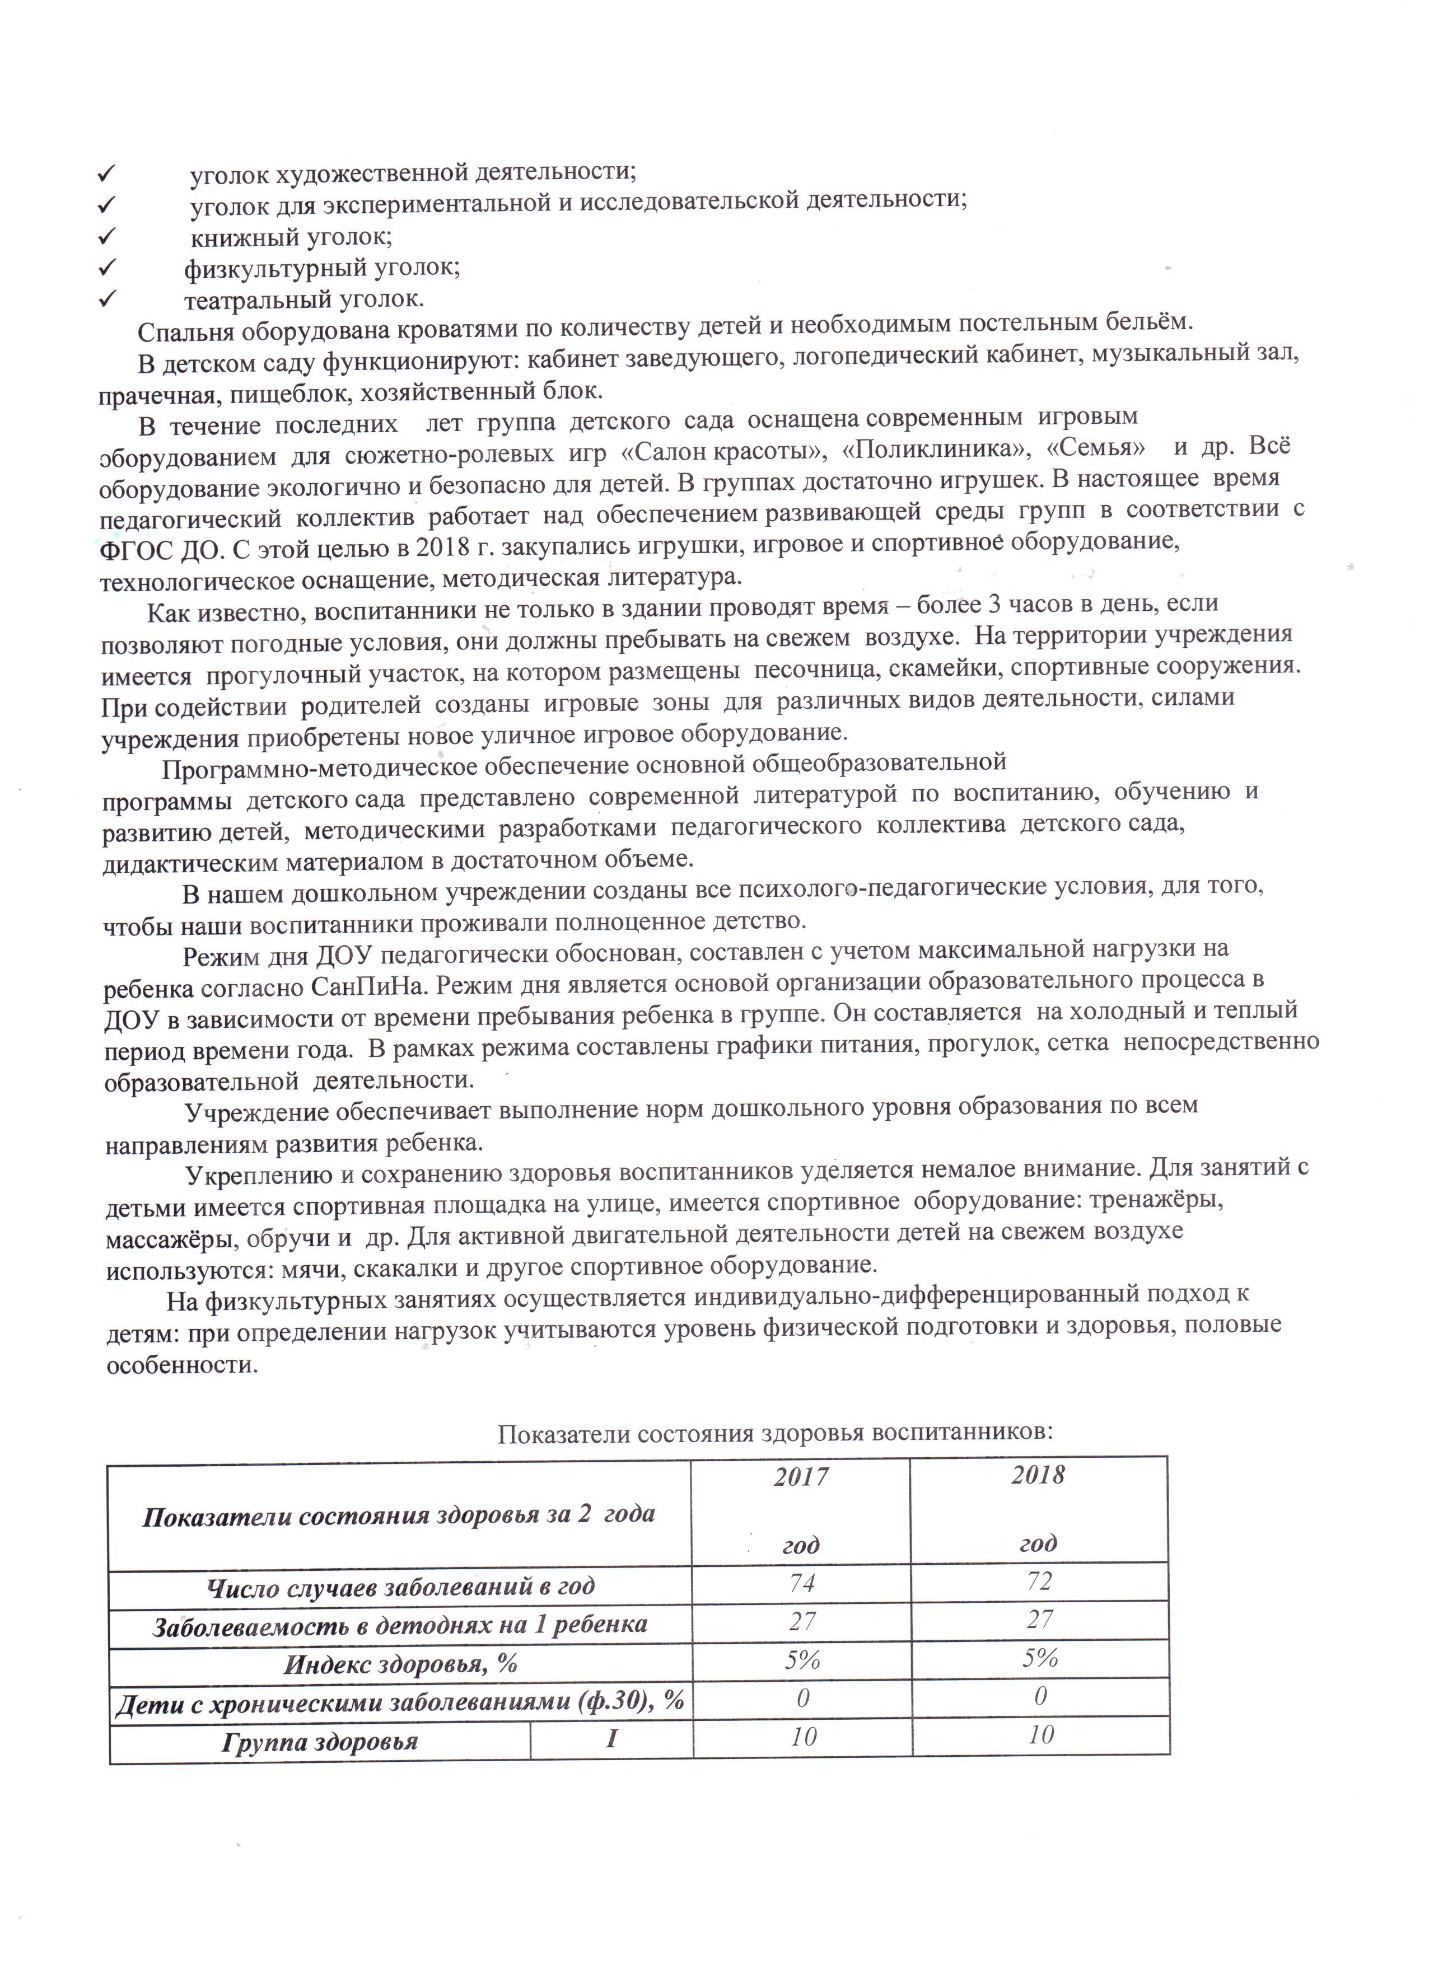 ✓ уголок художественной деятельности;
✓ уголок для экспериментальной и исследовательской деятельности;
✓ книжный уголок;
✓ физкультурный уголок;
✓ театральный уголок.
Спальня оборудована кроватями по количеству детей и необходимым постельным бельём.
В детском саду функционируют: кабинет заведующего, логопедический кабинет, музыкальный зал,
прачечная, пищеблок, хозяйственный блок.
В течение последних лет группа детского сада оснащена современным игровым
оборудованием для сюжетно-ролевых игр «Салон красоты», «Поликлиника», «Семья» и др. Всё
оборудование экологично и безопасно для детей. В группах достаточно игрушек. В настоящее время
педагогический коллектив работает над обеспечением развивающей среды групп в соответствии с
ФГОС ДО. С этой целью в 2018 г. закупались игрушки, игровое и спортивное оборудование,
технологическое оснащение, методическая литература.
Как известно, воспитанники не только в здании проводят время – более 3 часов в день, если
позволяют погодные условия, они должны пребывать на свежем воздухе. На территории учреждения
имеется прогулочный участок, на котором размещены песочница, скамейки, спортивные сооружения.
При содействии родителей созданы игровые зоны для различных видов деятельности, силами
учреждения приобретены новое уличное игровое оборудование.
Программно-методическое обеспечение основной общеобразовательной
программы детского сада представлено современной литературой по воспитанию, обучению и
развитию детей, методическими разработками педагогического коллектива детского сада,
дидактическим материалом в достаточном объеме.
В нашем дошкольном учреждении созданы все психолого-педагогические условия, для того,
чтобы наши воспитанники проживали полноценное детство.
Режим дня ДОУ педагогически обоснован, составлен с учетом максимальной нагрузки на
ребенка согласно СанПиНа. Режим дня является основой организации образовательного процесса в
ДОУ в зависимости от времени пребывания ребенка в группе. Он составляется на холодный и теплый
период времени года. В рамках режима составлены графики питания, прогулок, сетка непосредственно
образовательной деятельности.
Учреждение обеспечивает выполнение норм дошкольного уровня образования по всем
направлениям развития ребенка.
Укреплению и сохранению здоровья воспитанников уделяется немалое внимание. Для занятий с
детьми имеется спортивная площадка на улице, имеется спортивное оборудование: тренажёры,
массажёры, обручи и др. Для активной двигательной деятельности детей на свежем воздухе
используются: мячи, скакалки и другое спортивное оборудование.
На физкультурных занятиях осуществляется индивидуально-дифференцированный подход к
детям: при определении нагрузок учитываются уровень физической подготовки и здоровья, половые
особенности.
Показатели состояния здоровья воспитанников:
Показатели состояния здоровья за 2 года 2017 год 2018 год
Число случаев заболеваний в год 74 72
Заболеваемость в детоднях на 1 ребенка 27 27
Индекс здоровья, % 5% 5%
Дети с хроническими заболеваниями (ф.30), % 0 0
Группа здоровья I 10 10